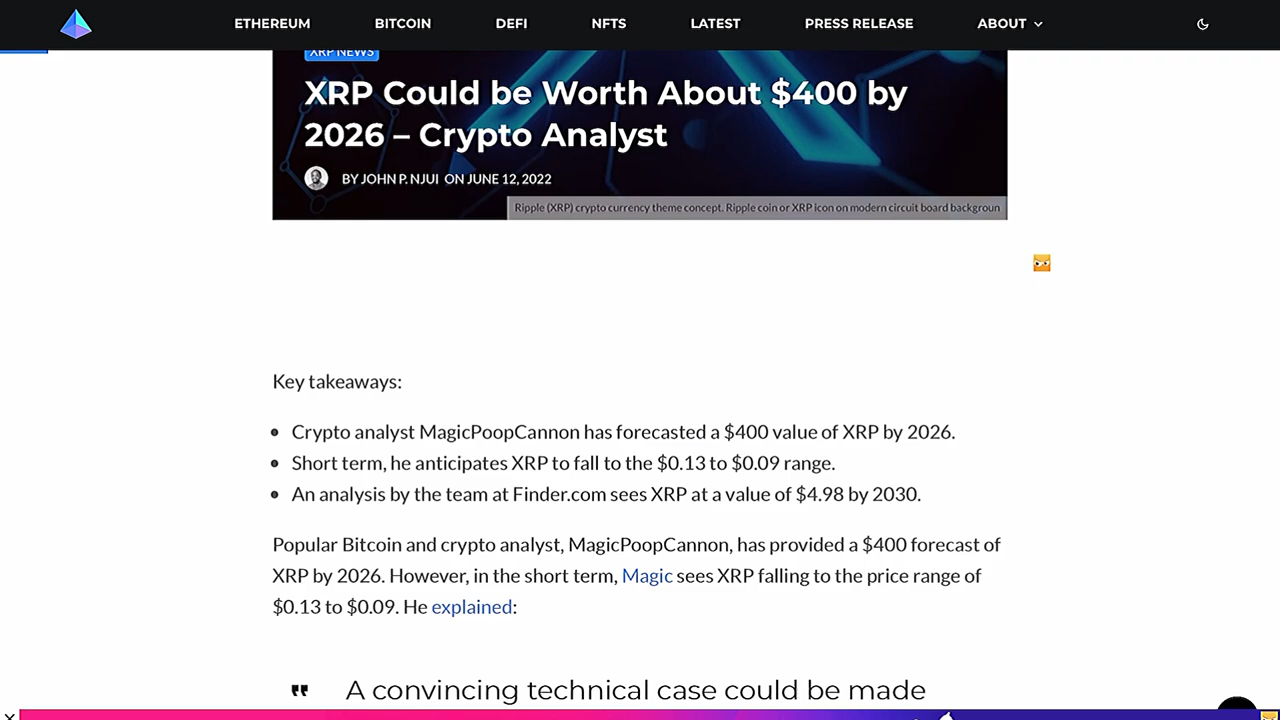 ETHEREUM BITCOIN DEFI NFTS LATEST PRESS RELEASE ABOUT
XRP NEWS
XRP Could be Worth About $400 by
2026 – Crypto Analyst
BY JOHN P. NJUI ON JUNE 12, 2022
Ripple (XRP) crypto currency theme concept. Ripple coin or XRP icon on modern circuit board backgroun
Key takeaways:
• Crypto analyst MagicPoopCannon has forecasted a $400 value of XRP by 2026.
• Short term, he anticipates XRP to fall to the $0.13 to $0.09 range.
• An analysis by the team at Finder.com sees XRP at a value of $4.98 by 2030.
Popular Bitcoin and crypto analyst, MagicPoopCannon, has provided a $400 forecast of
XRP by 2026. However, in the short term, Magic sees XRP falling to the price range of
$0.13 to $0.09. He explained:
" A convincing technical case could be made